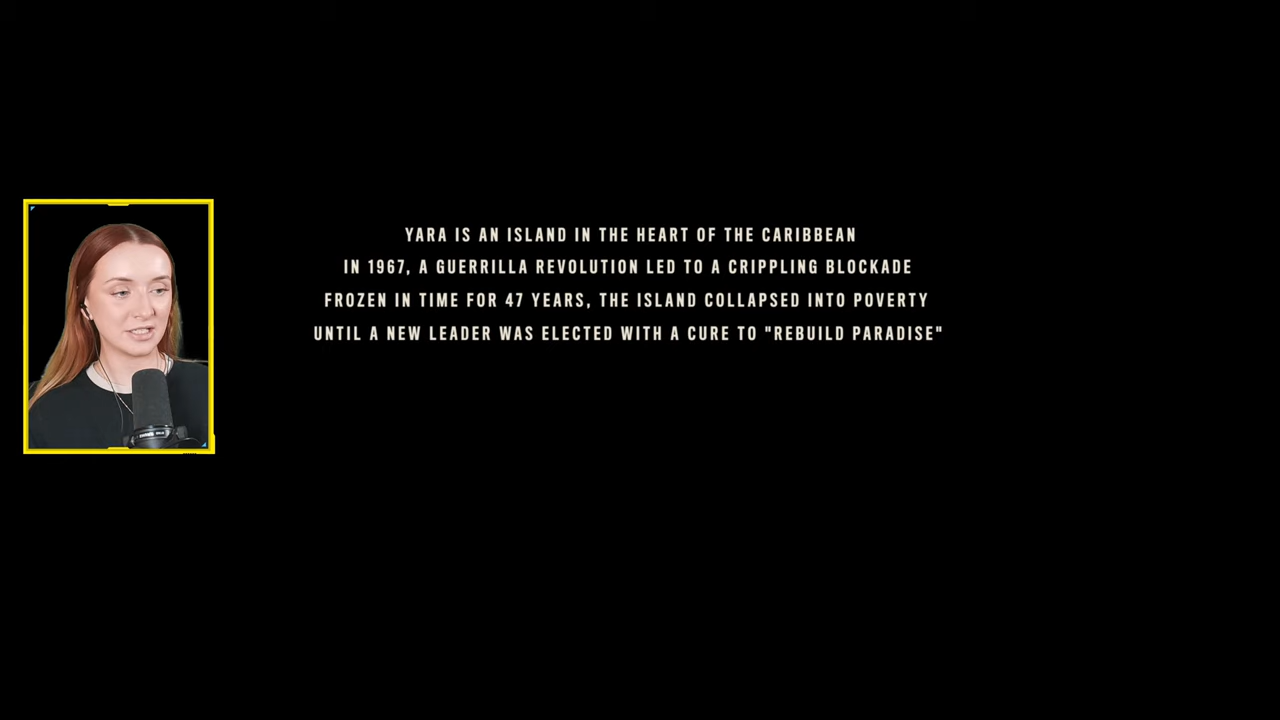 YARA IS AN ISLAND IN THE HEART OF THE CARIBBEAN
IN 1967, A GUERRILLA REVOLUTION LED TO A CRIPPLING BLOCKADE
FROZEN IN TIME FOR 47 YEARS, THE ISLAND COLLAPSED INTO POVERTY
UNTIL A NEW LEADER WAS ELECTED WITH A CURE TO "REBUILD PARADISE"